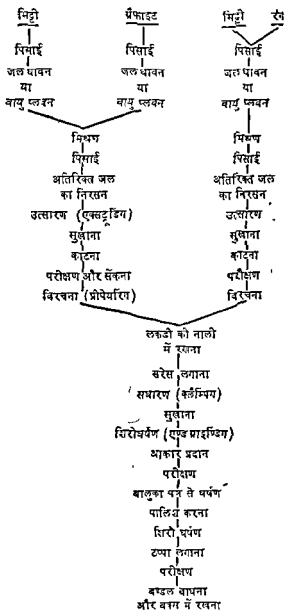 मिट्टी ग्रैफाइट मिट्टी रंग
पिसाई पिसाई पिसाई
जल धावन जल धावन जल धावन
या या या
वायु प्लवन वायु प्लवन वायु प्लवन
मिश्रण मिश्रण
पिसाई पिसाई
अतिरिक्त जल अतिरिक्त जल
का निरसन का निरसन
उत्सारण (एक्सट्रूडिंग) उत्सारण
सुखाना सुखाना
काटना काटना
परीक्षण और सेंकना परीक्षण
विरचना (प्रीपेयरिंग) विरचना
लकडी की नाली
में रखना
सरेस लगाना
सधारण (क्लैम्पिंग)
सुखाना
शिरोघर्षण (एण्ड ग्राइण्डिंग)
आकार प्रदान
परीक्षण
बालुका पत्र से घर्षण
पालिश करना
शिरो घर्षण
टप्पा लगाना
परीक्षण
बण्डल बाधना
और बक्स में रखना